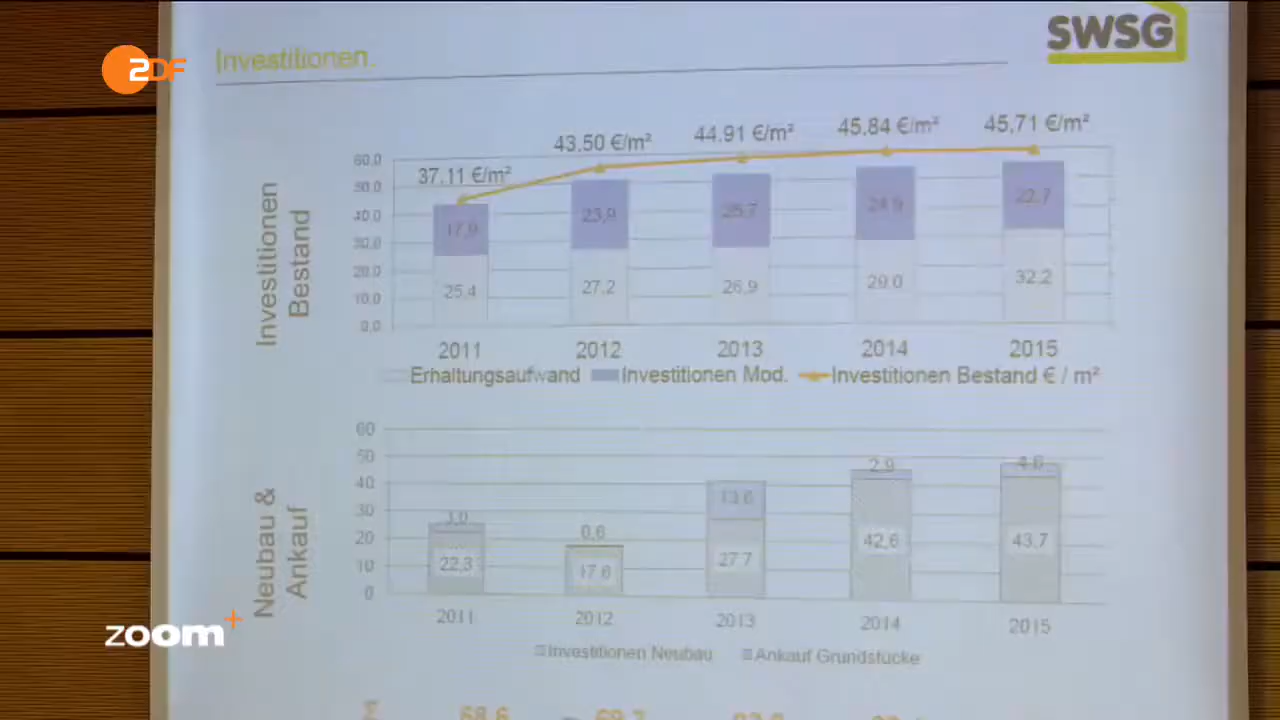 Investitionen.
SWSG
ZDF
Investitionen
Bestand
37.11 €/m²
43.50 €/m²
44.91 €/m²
45,84 €/m²
45,71 €/m²
60.0
50.0
40.0
30.0
20.0
10.0
0.0
17,9
23,9
24.9
22.7
25,4
27.2
26,9
29.0
32.2
2011
2012
2013
2014
2015
Erhaltungsaufwand
Investitionen Mod.
Investitionen Bestand € / m²
Neubau &
Ankauf
60
50
40
30
20
10
0
3,0
0,6
13.6
2.9
22,3
17.6
27.7
42,6
43.7
2011
2012
2013
2014
2015
Investitionen Neubau
Ankauf Grundstücke
zoom+
68,6